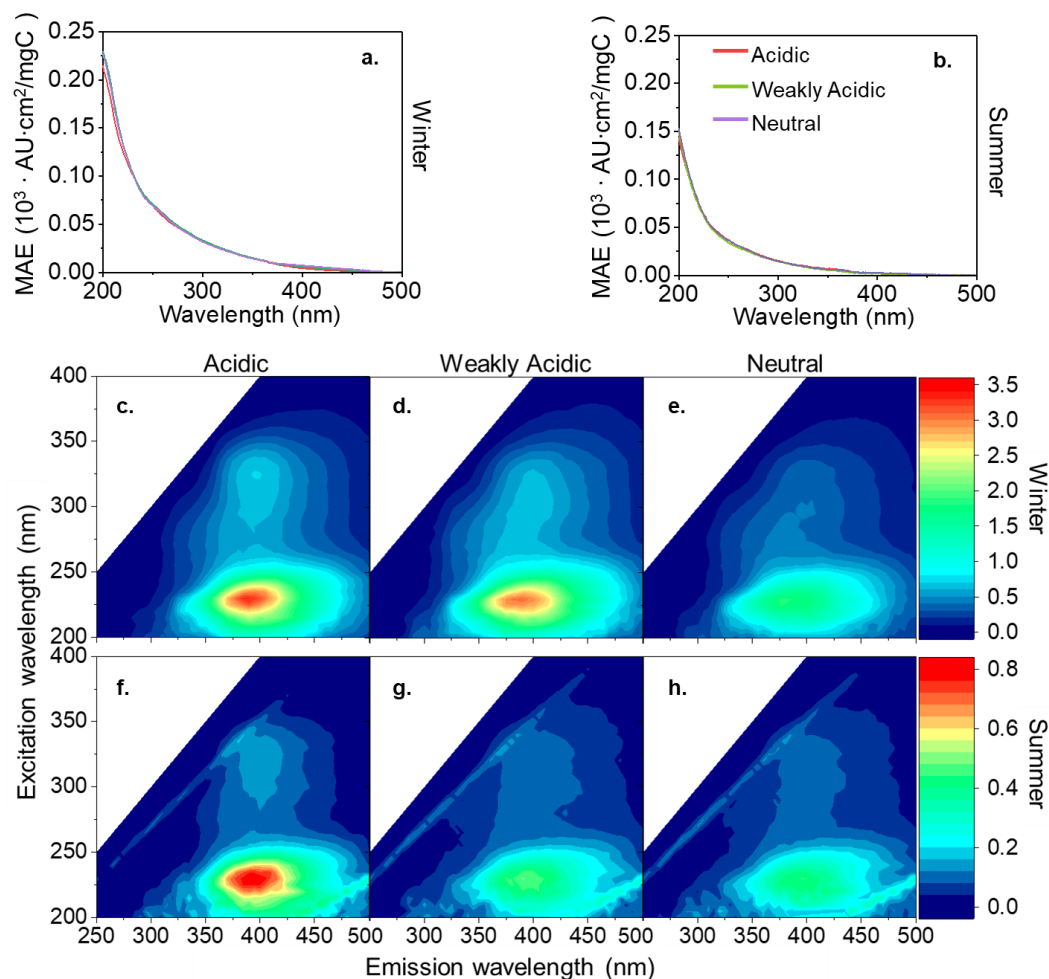 0.25
0.20
0.15
0.10
0.05
0.00
MAE (10³ · AU·cm²/mgC)
a.
200 300 400 500
Wavelength (nm)
Winter
0.25
0.20
0.15
0.10
0.05
0.00
MAE (10³ · AU·cm²/mgC)
b.
Acidic
Weakly Acidic
Neutral
200 300 400 500
Wavelength (nm)
Summer
Acidic Weakly Acidic Neutral
400
350
300
250
200
c. d. e.
3.5
3.0
2.5
2.0
1.5
1.0
0.5
0.0
Winter
Excitation wavelength (nm)
400
350
300
250
200
f. g. h.
0.8
0.6
0.4
0.2
0.0
Summer
250 300 350 400 450 500 300 350 400 450 500 300 350 400 450 500
Emission wavelength (nm)